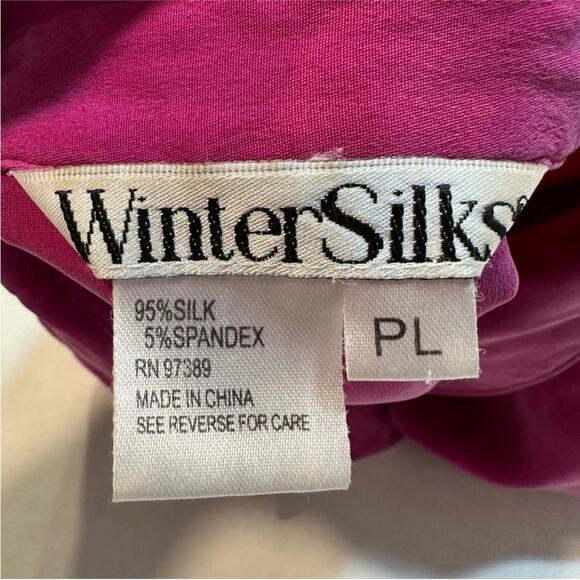 WinterSilks®
95%SILK
5%SPANDEX
RN 97389
MADE IN CHINA
SEE REVERSE FOR CARE
PL